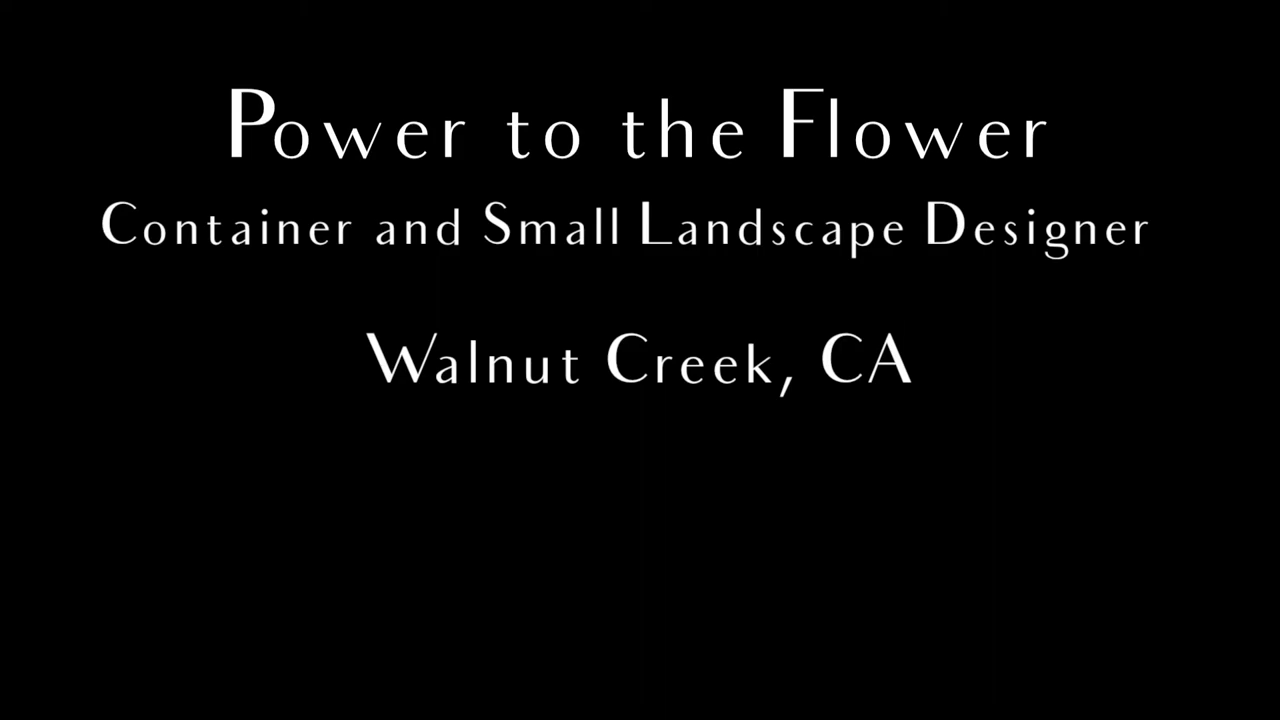 Power to the Flower
Container and Small Landscape Designer
Walnut Creek, CA